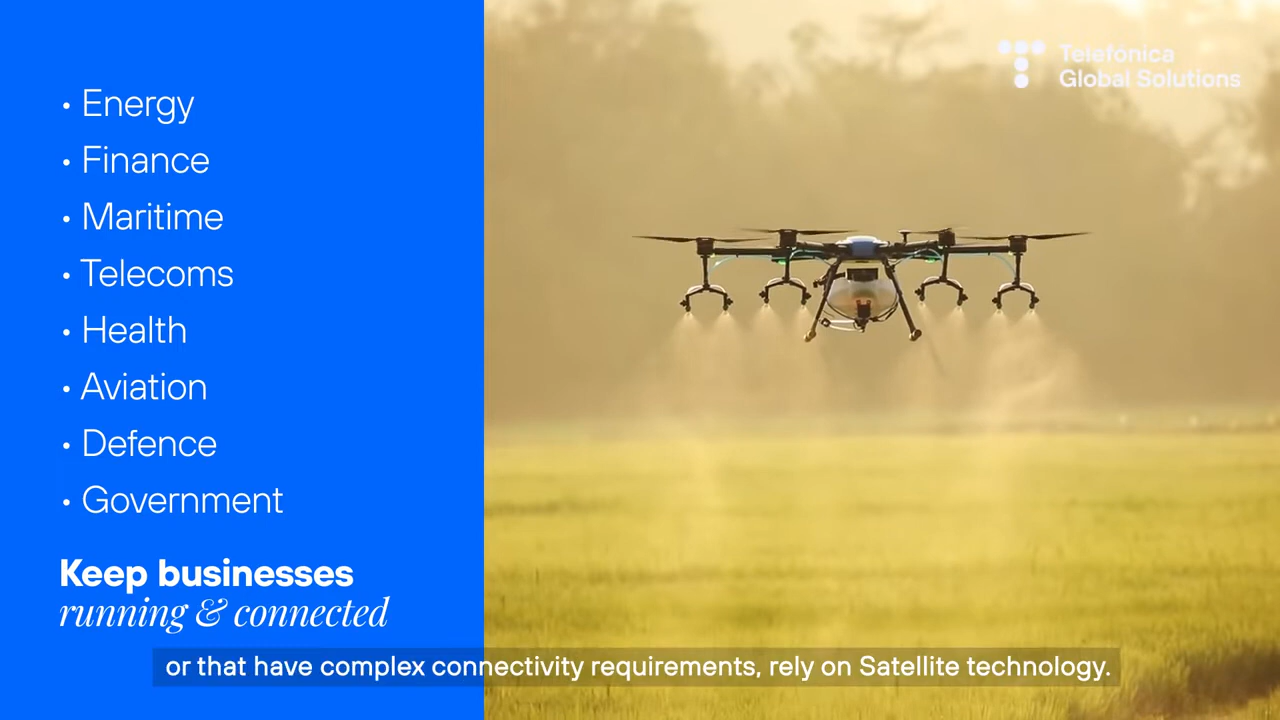 • Energy
• Finance
• Maritime
• Telecoms
• Health
• Aviation
• Defence
• Government
Keep businesses
running & connected
Telefónica
Global Solutions
or that have complex connectivity requirements, rely on Satellite technology.